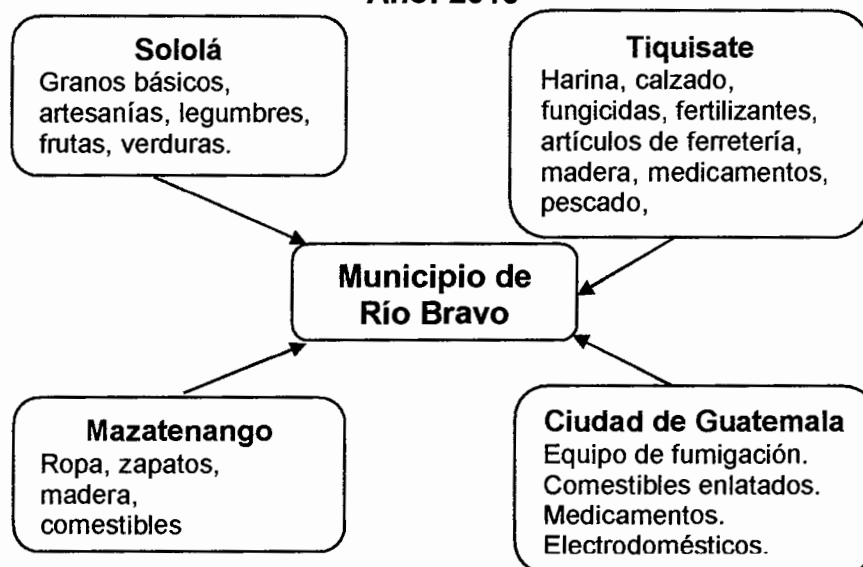 Sololá
Granos básicos,
artesanías, legumbres,
frutas, verduras.
Tiquisate
Harina, calzado,
fungicidas, fertilizantes,
artículos de ferretería,
madera, medicamentos,
pescado,
Municipio de
Río Bravo
Mazatenango
Ropa, zapatos,
madera,
comestibles
Ciudad de Guatemala
Equipo de fumigación.
Comestibles enlatados.
Medicamentos.
Electrodomésticos.